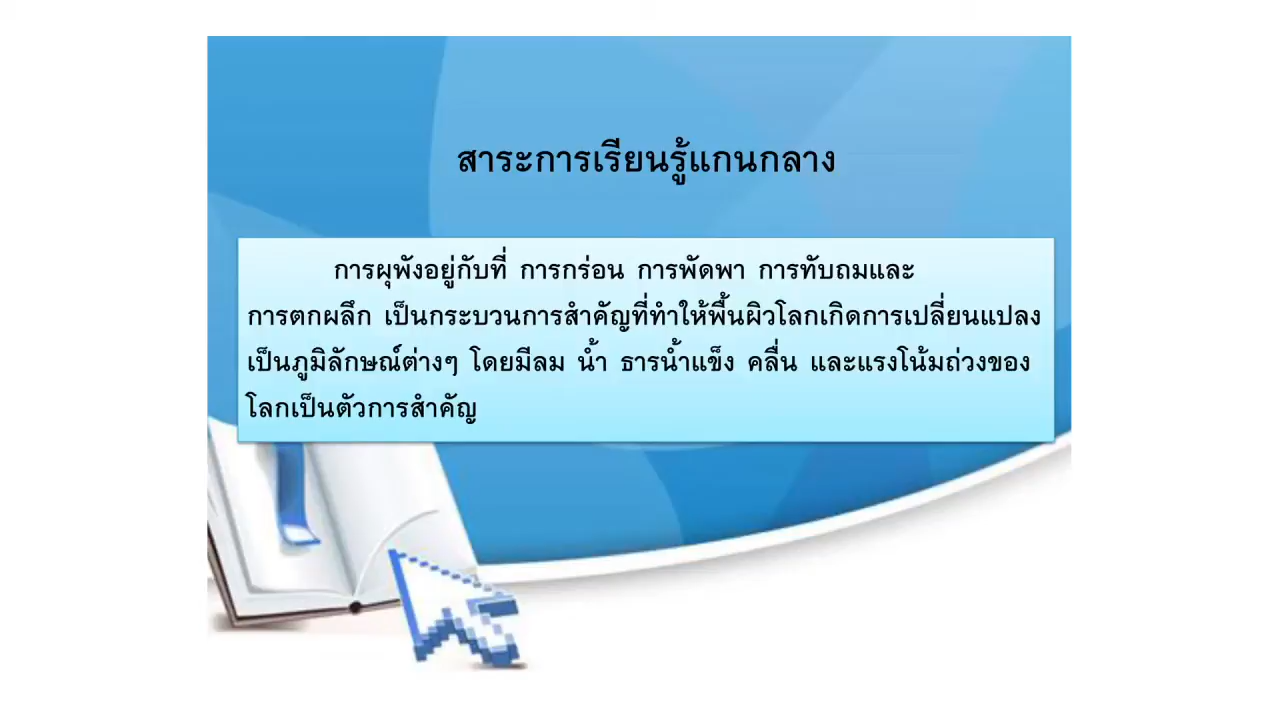 สาระการเรียนรู้แกนกลาง
การผุพังอยู่กับที่ การกร่อน การพัดพา การทับถมและ
การตกผลึก เป็นกระบวนการสำคัญที่ทำให้พื้นผิวโลกเกิดการเปลี่ยนแปลง
เป็นภูมิลักษณ์ต่างๆ โดยมีลม น้ำ ธารน้ำแข็ง คลื่น และแรงโน้มถ่วงของ
โลกเป็นตัวการสำคัญ